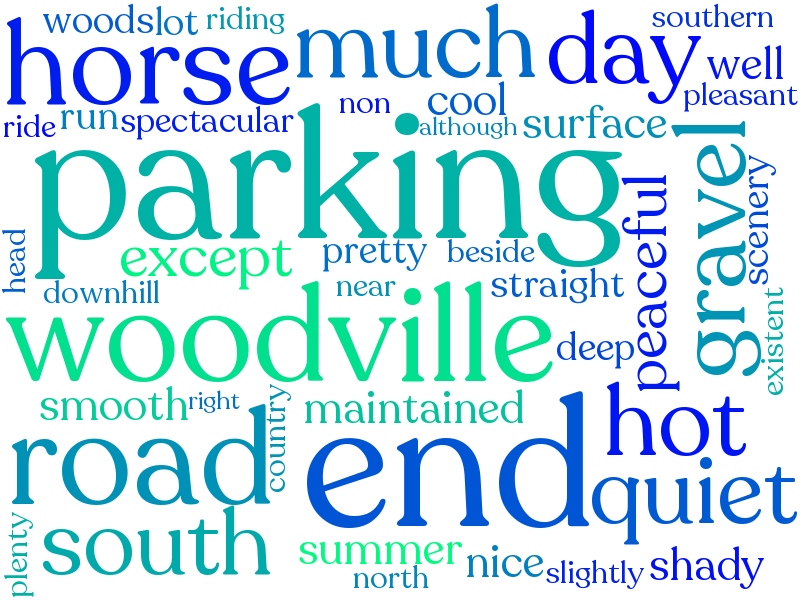 woods lot riding much day southern
horse well
pleasant
ride run spectacular non cool although surface
parking gravel scenery peaceful
except pretty beside
head downhill near straight
woodville deep existent
smooth right country maintained hot
road end quiet
south
plenty summer nice slightly shady
north